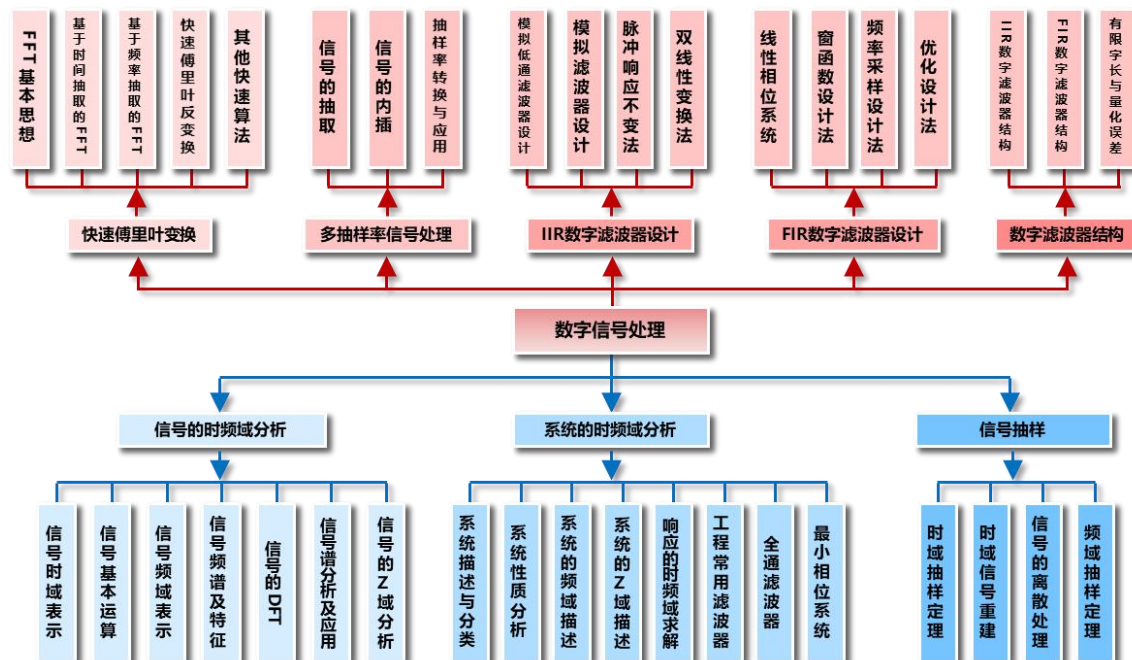 FFT基本思想
基于时间抽取的FFT
基于频率抽取的FFT
快速傅里叶反变换
其他快速算法
信号的抽取
信号的内插
抽样率转换与应用
模拟低通滤波器设计
模拟滤波器设计
脉冲响应不变法
双线性变换法
线性相位系统
窗函数设计法
频率采样设计法
优化设计法
IIR数字滤波器结构
FIR数字滤波器结构
有限字长与量化误差
快速傅里叶变换
多抽样率信号处理
IIR数字滤波器设计
FIR数字滤波器设计
数字滤波器结构
数字信号处理
信号的时频域分析
系统的时频域分析
信号抽样
信号时域表示
信号基本运算
信号频域表示
信号频谱及特征
信号的DFT
信号谱分析及应用
信号的Z域分析
系统描述与分类
系统性质分析
系统的频域描述
系统的Z域描述
响应的时频域求解
工程常用滤波器
全通滤波器
最小相位系统
时域抽样定理
时域信号重建
信号的离散处理
频域抽样定理